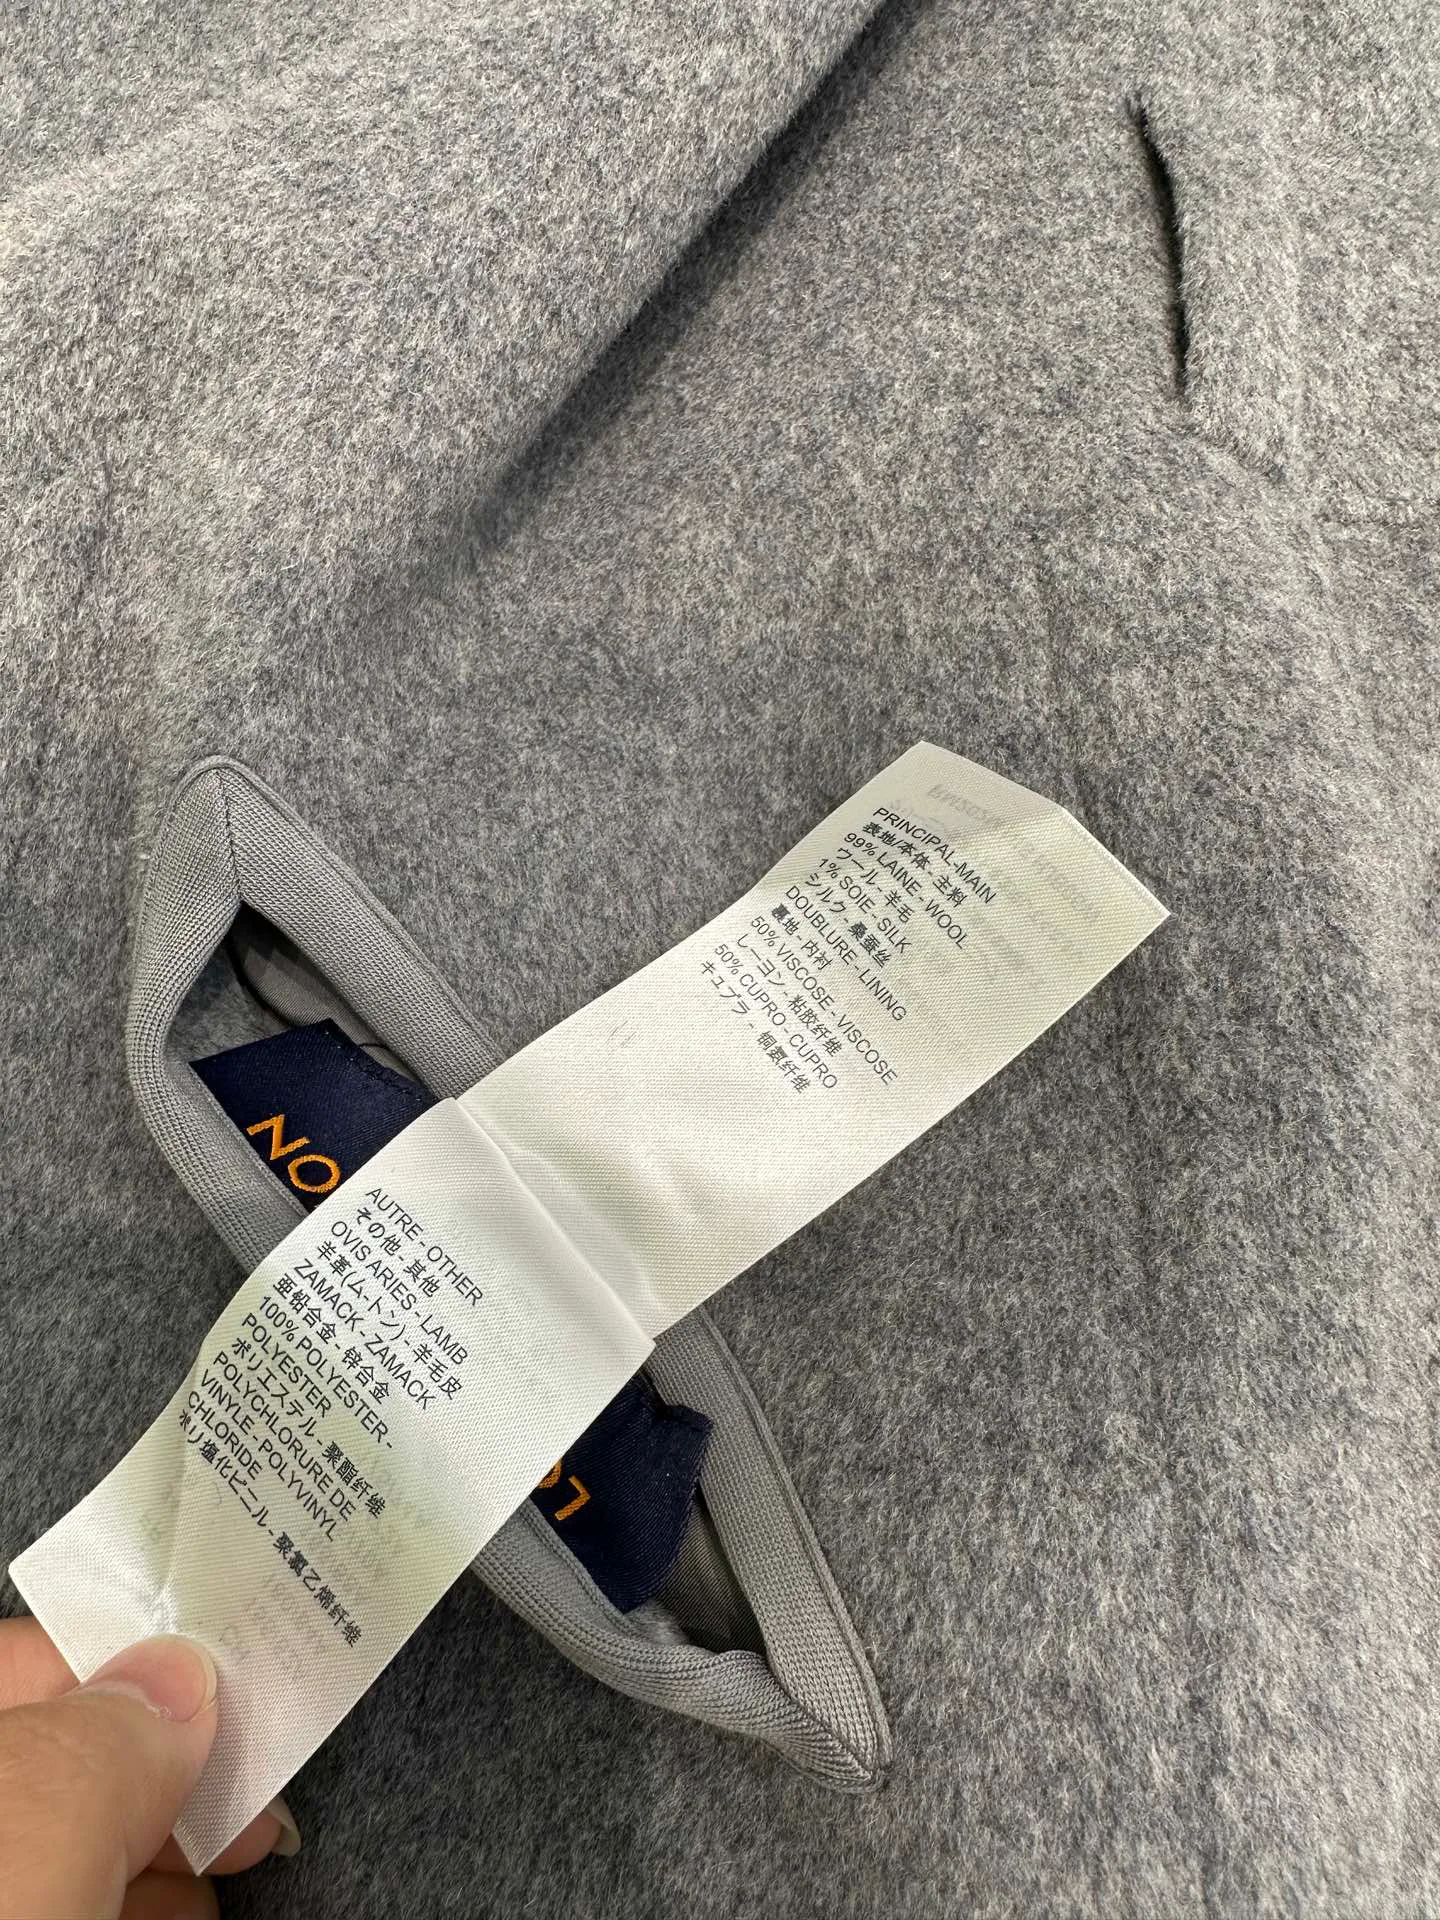 PRINCIPAL-MAIN
表地/本体 - 主料
99% LAINE - WOOL
ウール - 羊毛
1% SOIE - SILK
シルク - 桑蚕丝
DOUBLURE - LINING
裏地 - 内衬
50% VISCOSE - VISCOSE
レーヨン - 粘胶纤维
50% CUPRO - CUPRO
キュプラ - 铜氨纤维
AUTRE - OTHER
その他 - 其他
OVIS ARIES - LAMB
羊革(ムートン) - 羊毛皮
ZAMACK - ZAMACK
亜鉛合金 - 锌合金
100% POLYESTER -
POLYESTER
ポリエステル - 聚酯纤维
POLYCHLORURE DE
VINYLE - POLYVINYL
CHLORIDE
ポリ塩化ビニル - 聚氯乙烯纤维
LO
NO